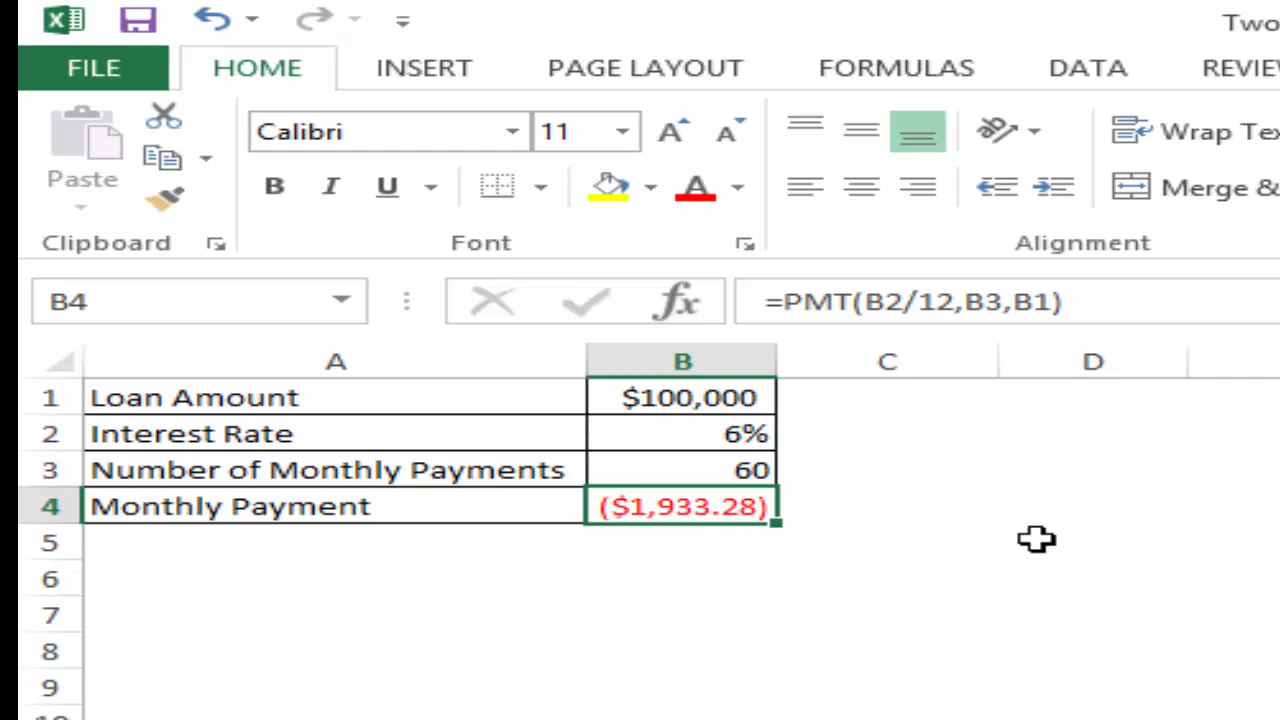 Two
FILE HOME INSERT PAGE LAYOUT FORMULAS DATA REVIEW
Calibri 11 A A Wrap Tex
Paste B I U A Merge &
Clipboard Font Alignment
B4 fx =PMT(B2/12,B3,B1)
A B C D
1 Loan Amount $100,000
2 Interest Rate 6%
3 Number of Monthly Payments 60
4 Monthly Payment ($1,933.28)
5
6
7
8
9
10